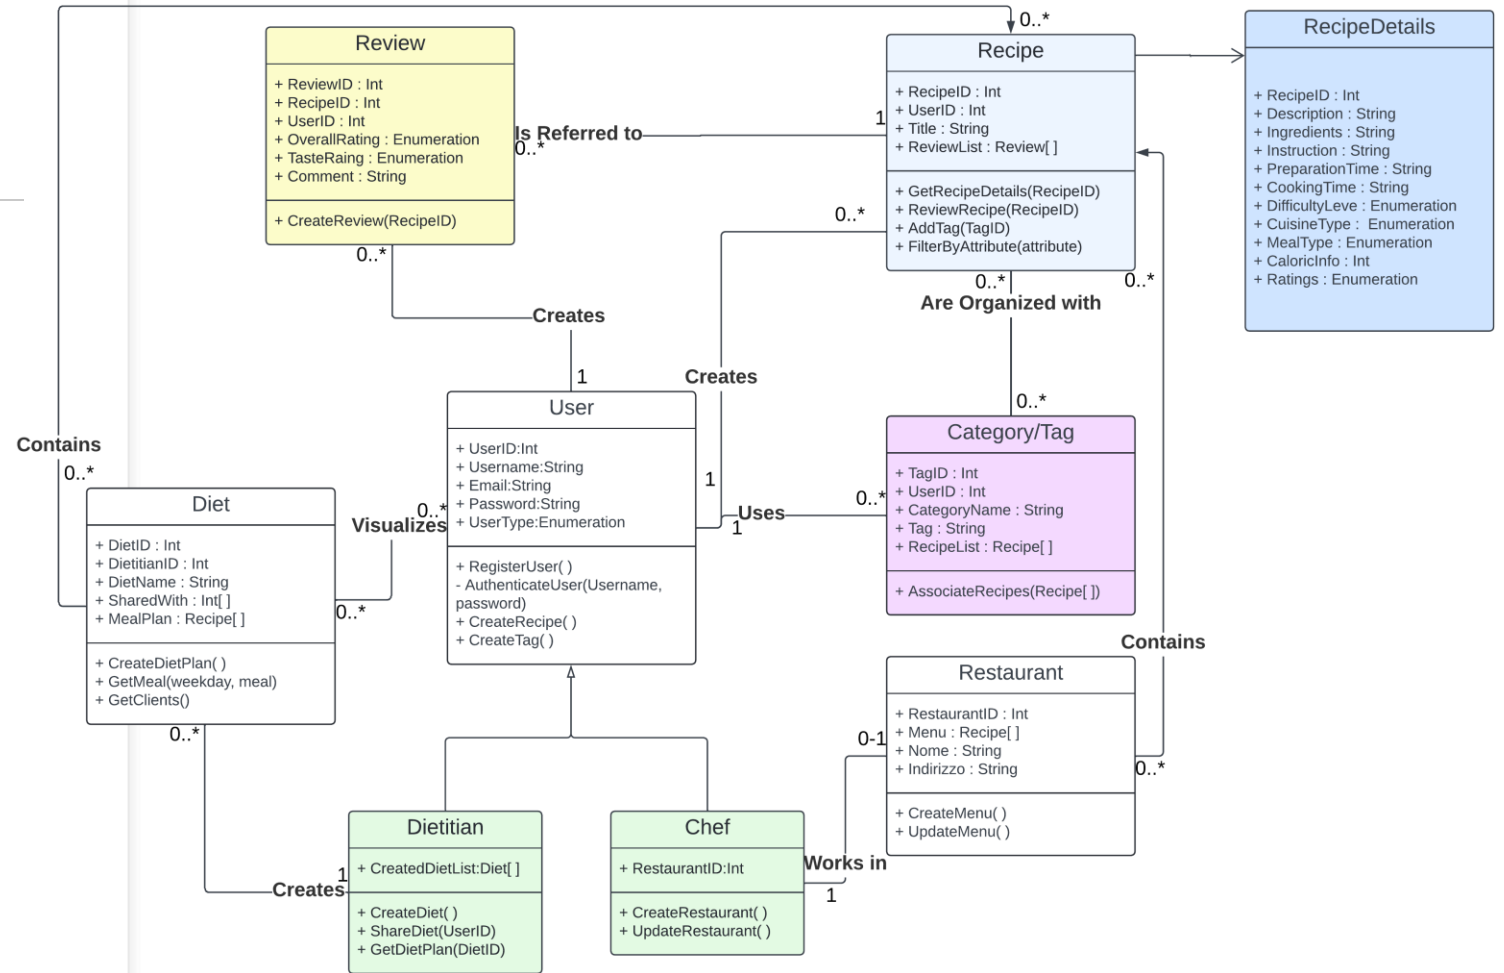 0..*
Review
+ ReviewID : Int
+ RecipeID : Int
+ UserID : Int
+ OverallRating : Enumeration
+ TasteRaing : Enumeration
+ Comment : String
+ CreateReview(RecipeID)
0..*
Is Referred to
0..*
1
Recipe
+ RecipeID : Int
+ UserID : Int
+ Title : String
+ ReviewList : Review[ ]
+ GetRecipeDetails(RecipeID)
+ ReviewRecipe(RecipeID)
+ AddTag(TagID)
+ FilterByAttribute(attribute)
RecipeDetails
+ RecipeID : Int
+ Description : String
+ Ingredients : String
+ Instruction : String
+ PreparationTime : String
+ CookingTime : String
+ DifficultyLeve : Enumeration
+ CuisineType : Enumeration
+ MealType : Enumeration
+ CaloricInfo : Int
+ Ratings : Enumeration
0..*
0..*
0..*
Are Organized with
0..*
Creates
1
Creates
1
Contains
0..*
User
+ UserID:Int
+ Username:String
+ Email:String
+ Password:String
+ UserType:Enumeration
+ RegisterUser( )
- AuthenticateUser(Username,
password)
+ CreateRecipe( )
+ CreateTag( )
Category/Tag
+ TagID : Int
+ UserID : Int
+ CategoryName : String
+ Tag : String
+ RecipeList : Recipe[ ]
+ AssociateRecipes(Recipe[ ])
0..*
Uses
1
Diet
+ DietID : Int
+ DietitianID : Int
+ DietName : String
+ SharedWith : Int[ ]
+ MealPlan : Recipe[ ]
+ CreateDietPlan( )
+ GetMeal(weekday, meal)
+ GetClients()
0..*
Visualizes
0..*
0..*
Contains
Restaurant
+ RestaurantID : Int
+ Menu : Recipe[ ]
+ Nome : String
+ Indirizzo : String
+ CreateMenu( )
+ UpdateMenu( )
0-1
0..*
Dietitian
+ CreatedDietList:Diet[ ]
+ CreateDiet( )
+ ShareDiet(UserID)
+ GetDietPlan(DietID)
1
Creates
Chef
+ RestaurantID:Int
+ CreateRestaurant( )
+ UpdateRestaurant( )
Works in
1